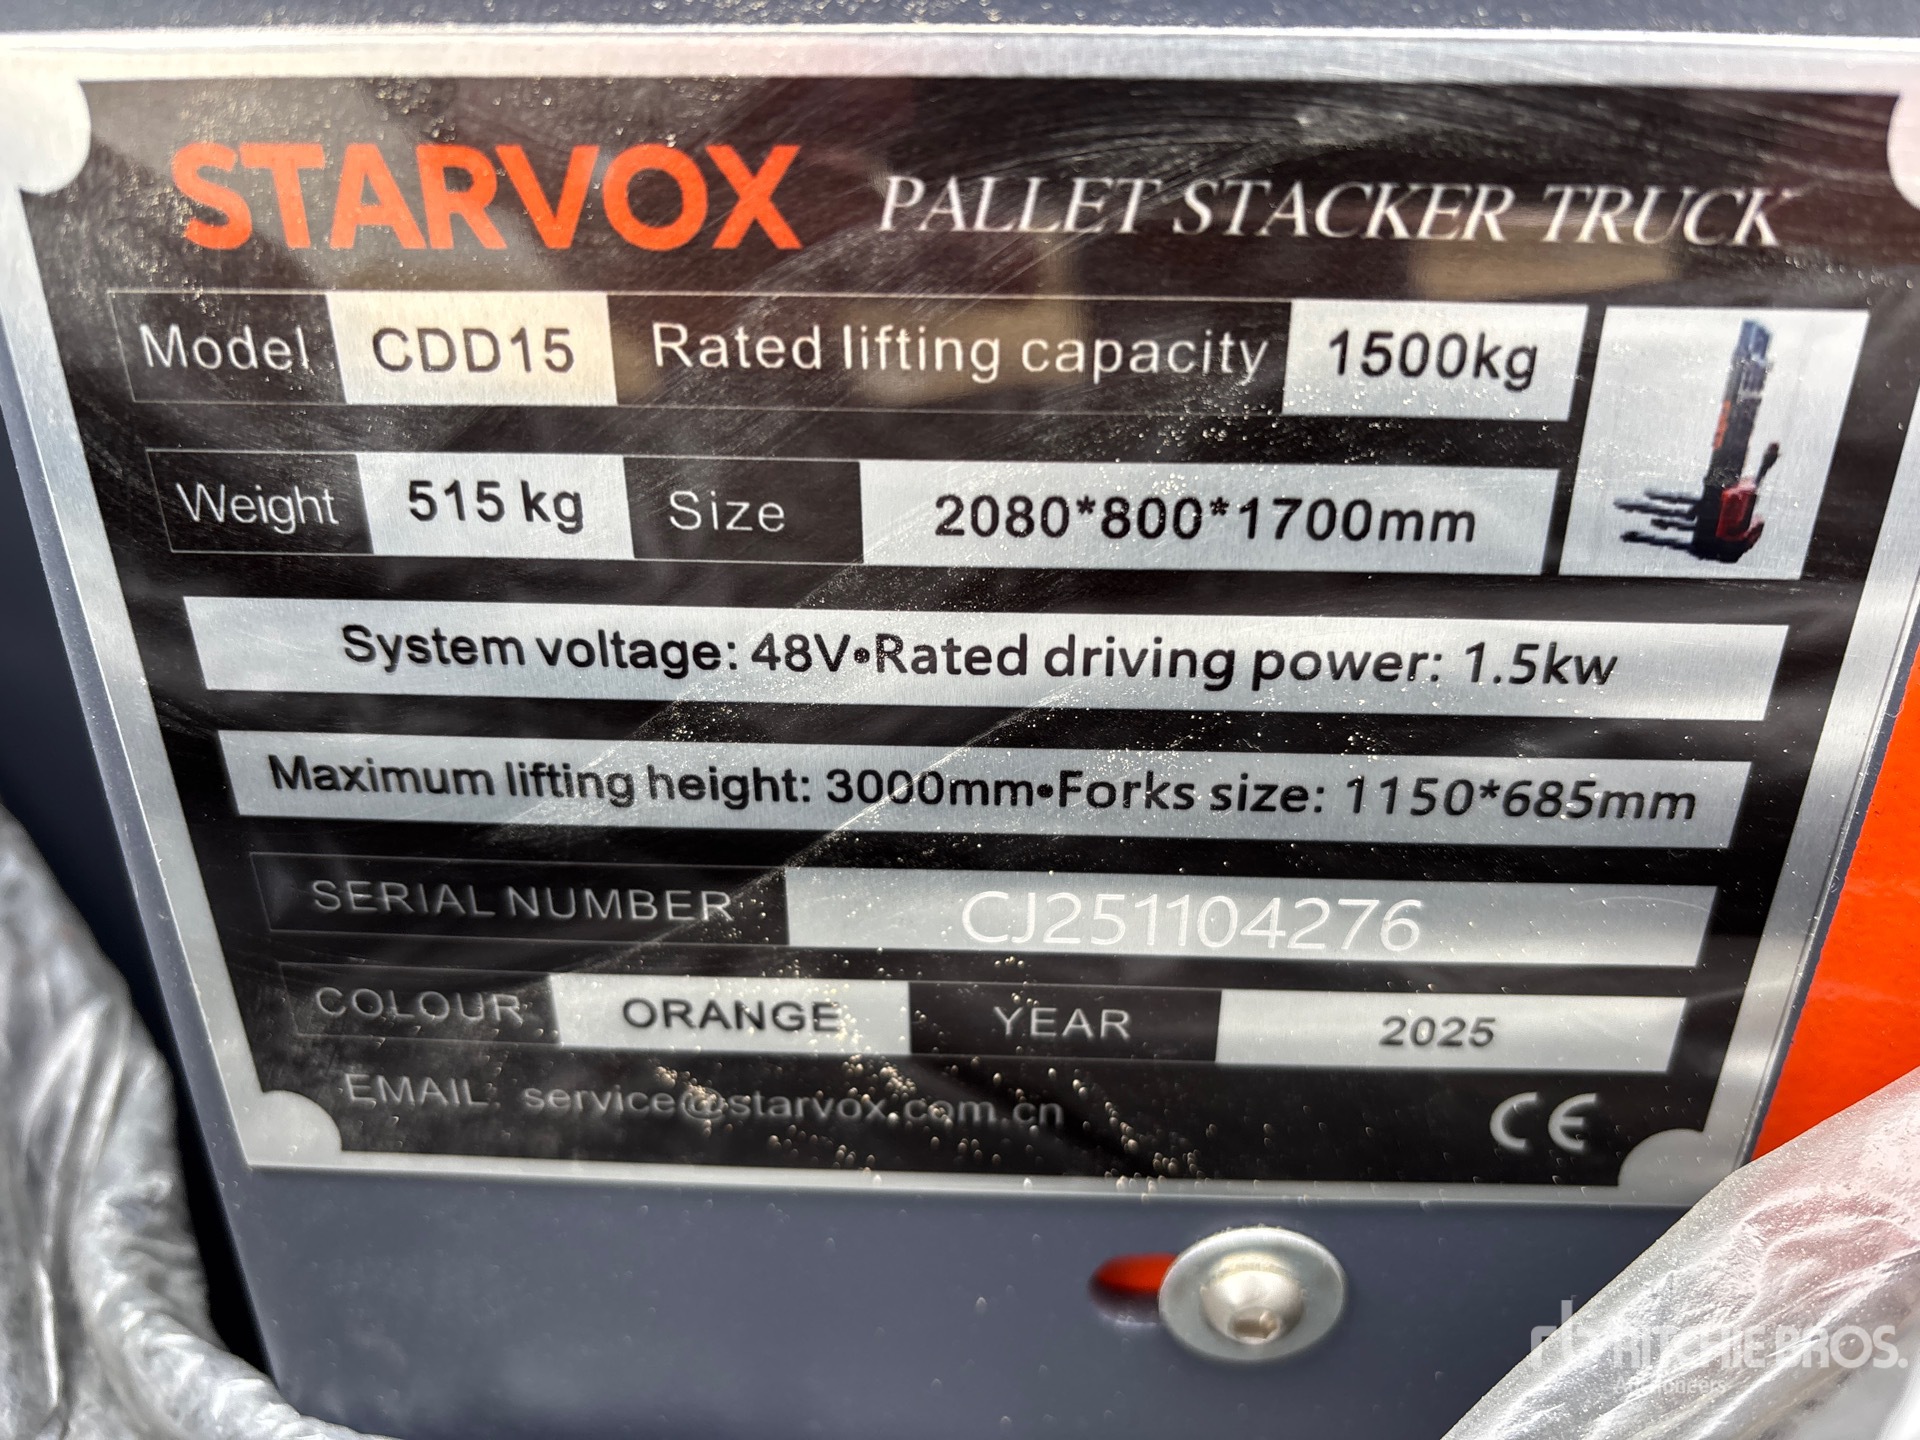 STARVOX PALLET STACKER TRUCK
Model CDD15 Rated lifting capacity 1500kg
Weight 515 kg Size 2080*800*1700mm
System voltage: 48V•Rated driving power: 1.5kw
Maximum lifting height: 3000mm•Forks size: 1150*685mm
SERIAL NUMBER CJ251104276
COLOUR ORANGE YEAR 2025
EMAIL: service@starvox.com.cn
CE
rb RITCHIE BROS.
Auctioneers